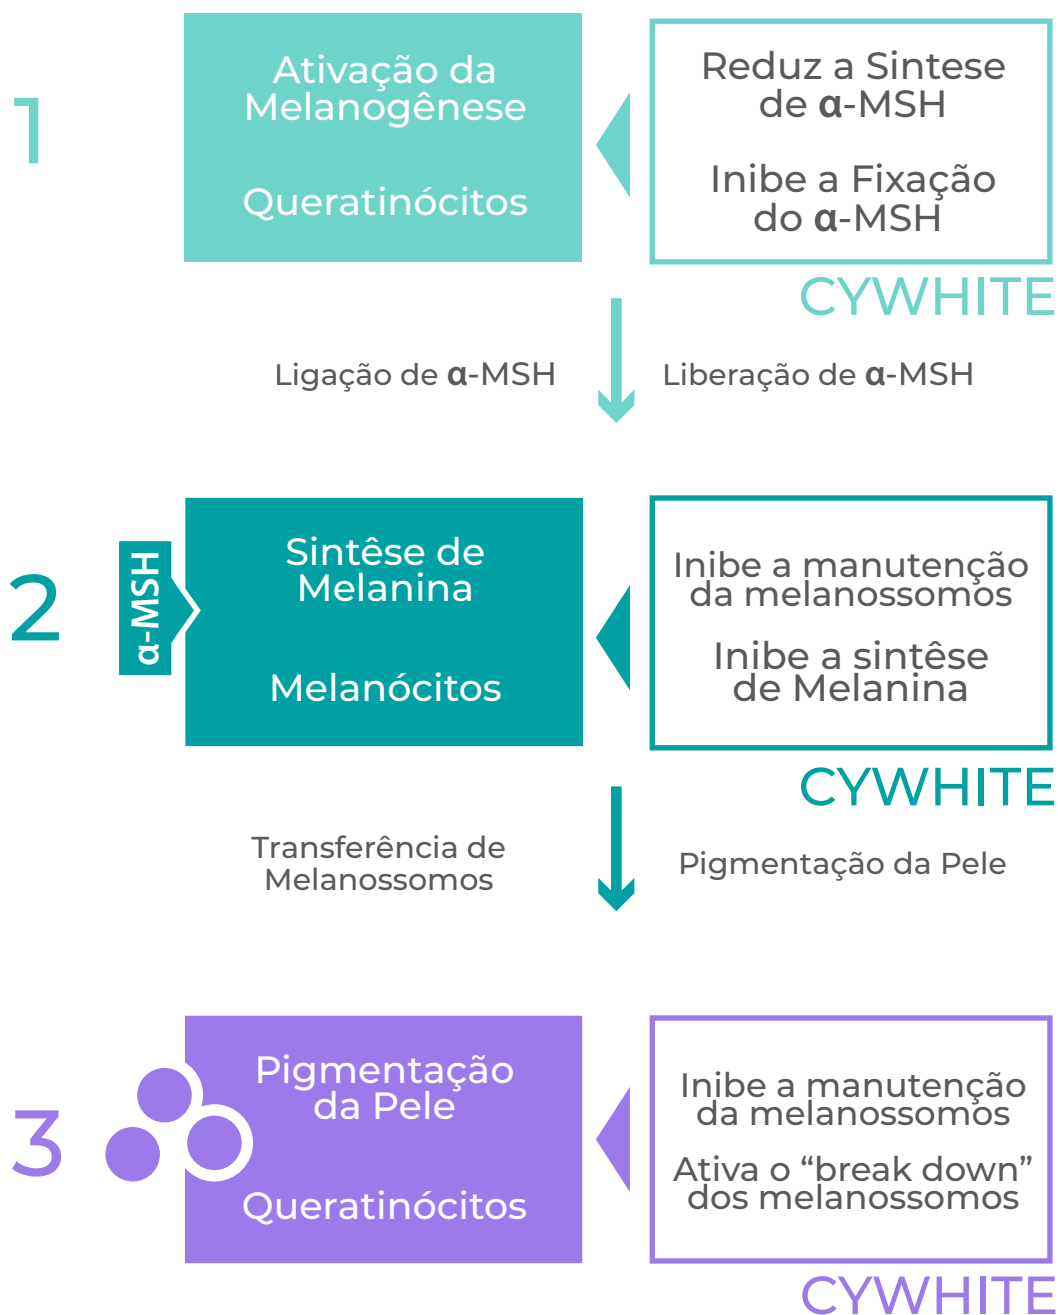 1
Ativação da
Melanogênese
Queratinócitos
Reduz a Sintese
de α-MSH
Inibe a Fixação
do α-MSH
CYWHITE
Ligação de α-MSH
Liberação de α-MSH
2
α-MSH
Sintêse de
Melanina
Melanócitos
Inibe a manutenção
da melanossomos
Inibe a sintêse
de Melanina
CYWHITE
Transferência de
Melanossomos
Pigmentação da Pele
3
Pigmentação
da Pele
Queratinócitos
Inibe a manutenção
da melanossomos
Ativa o “break down”
dos melanossomos
CYWHITE